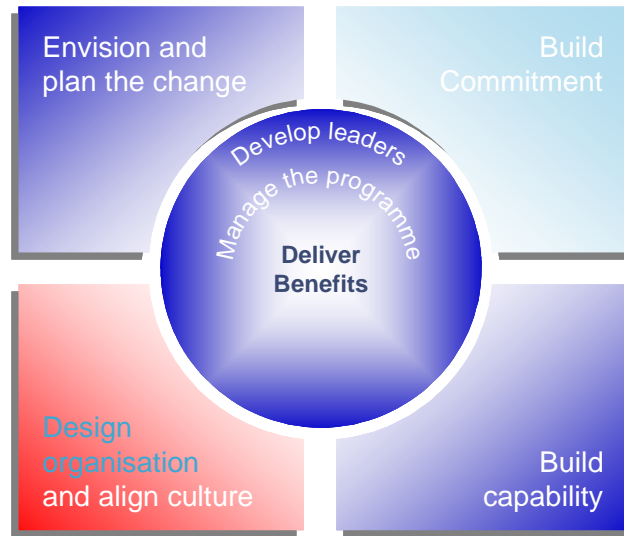 Envision and
plan the change
Build
Commitment
Develop leaders
Manage the programme
Deliver
Benefits
Design
organisation
and align culture
Build
capability